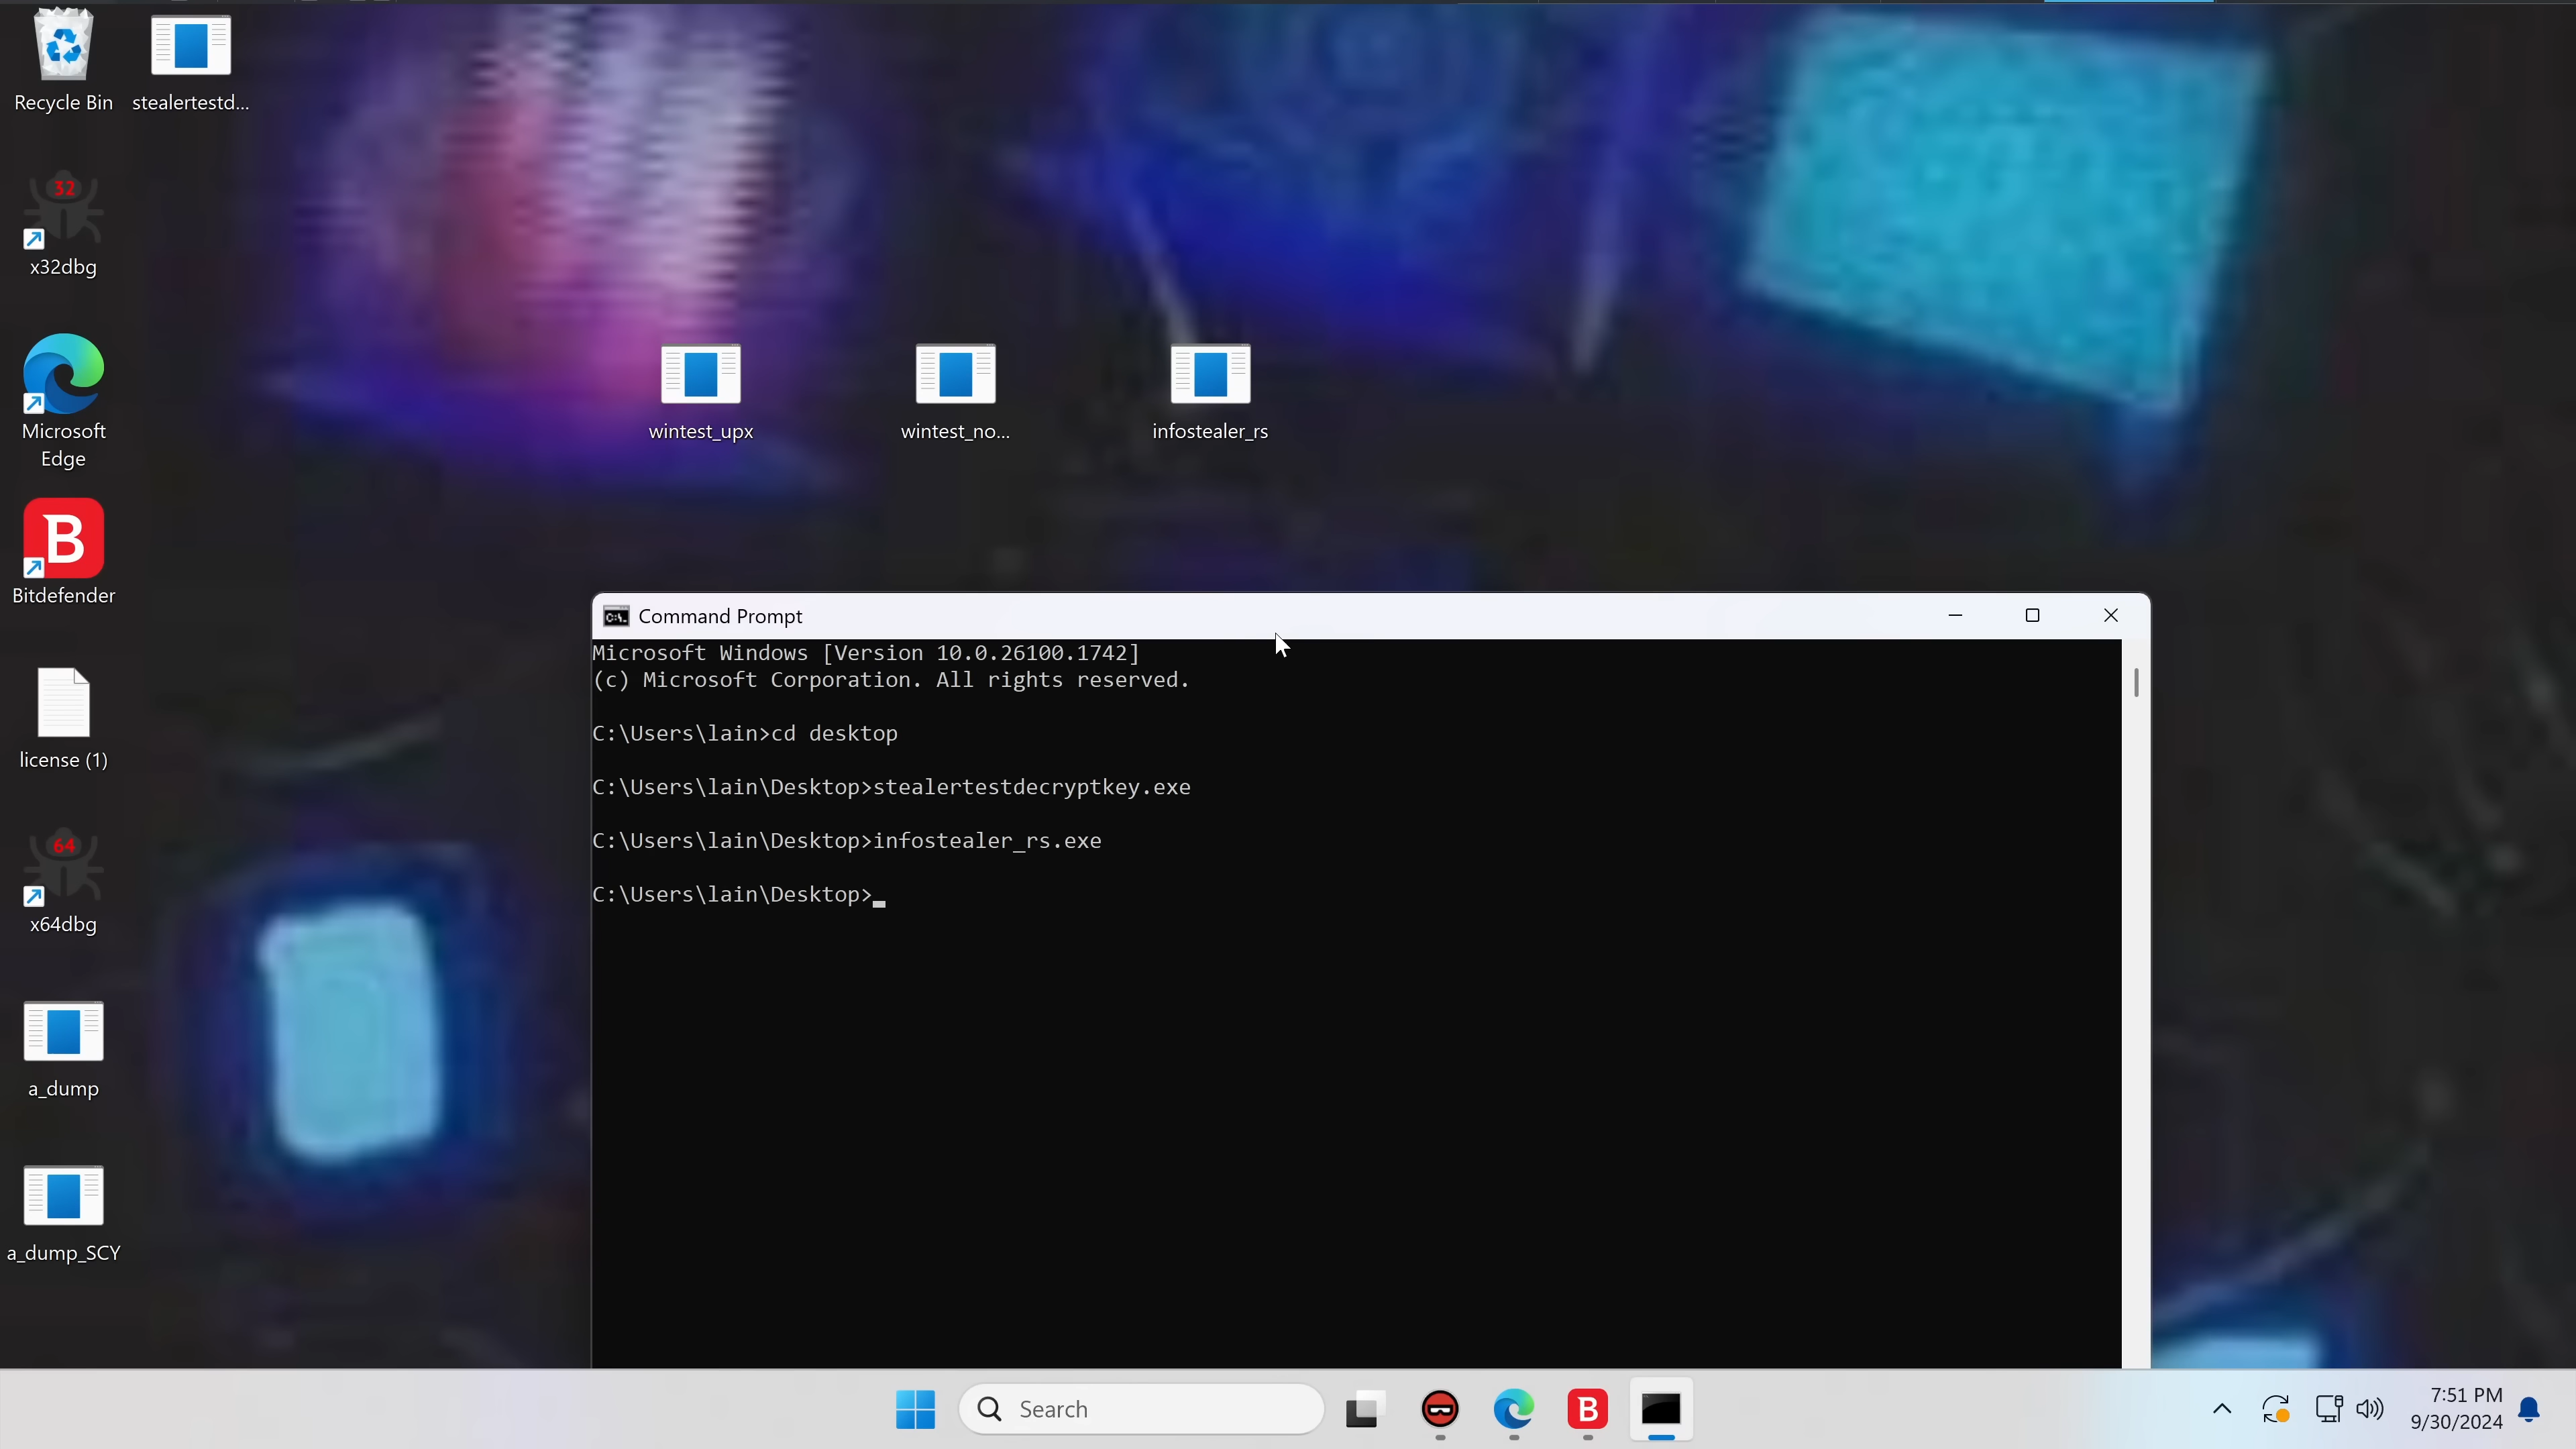 Recycle Bin
stealertestd...
32
x32dbg
Microsoft
Edge
wintest_upx
wintest_no...
infostealer_rs
B
Bitdefender
license (1)
64
x64dbg
a_dump
a_dump_SCY
C:\.
Command Prompt
Microsoft Windows [Version 10.0.26100.1742]
(c) Microsoft Corporation. All rights reserved.
C:\Users\lain>cd desktop
C:\Users\lain\Desktop>stealertestdecryptkey.exe
C:\Users\lain\Desktop>infostealer_rs.exe
C:\Users\lain\Desktop>
Search
B
7:51 PM
9/30/2024